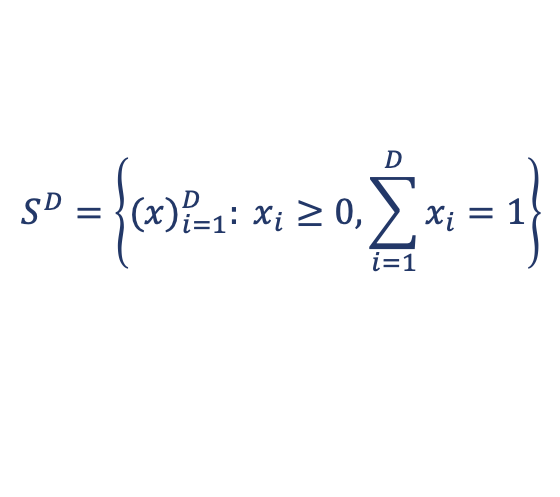 S^D = {(x)_{i=1}^D: x_i ≥ 0, ∑_{i=1}^D x_i = 1}